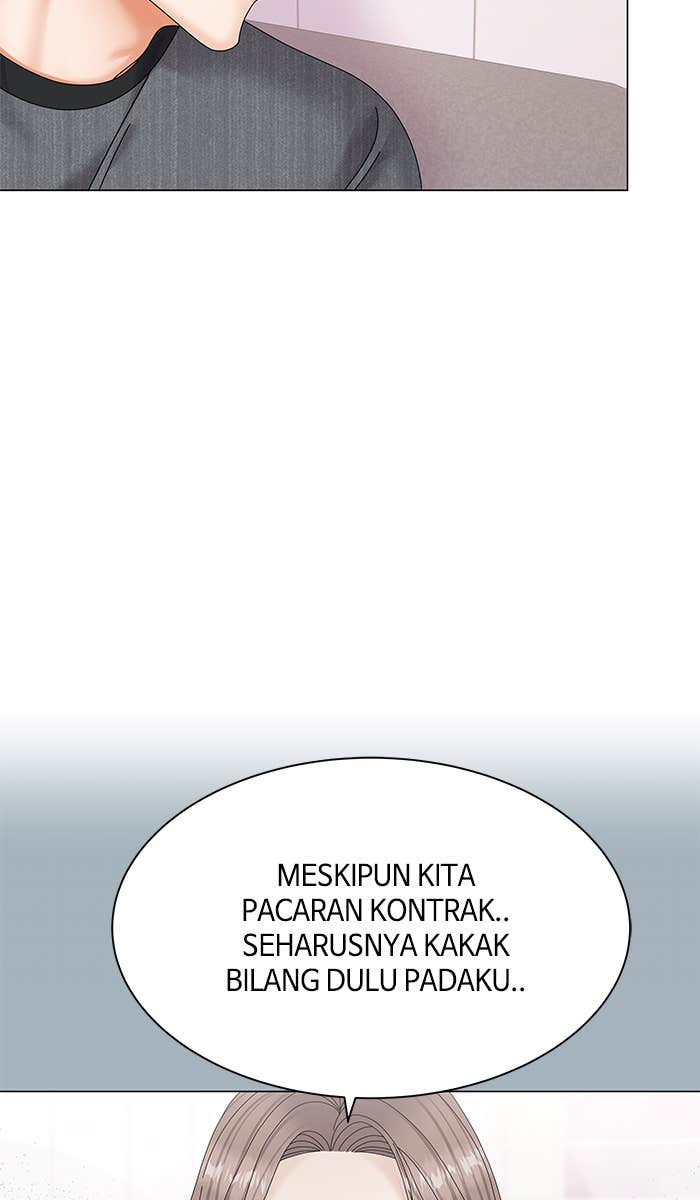 MESKIPUN KITA
PACARAN KONTRAK..
SEHARUSNYA KAKAK
BILANG DULU PADAKU..